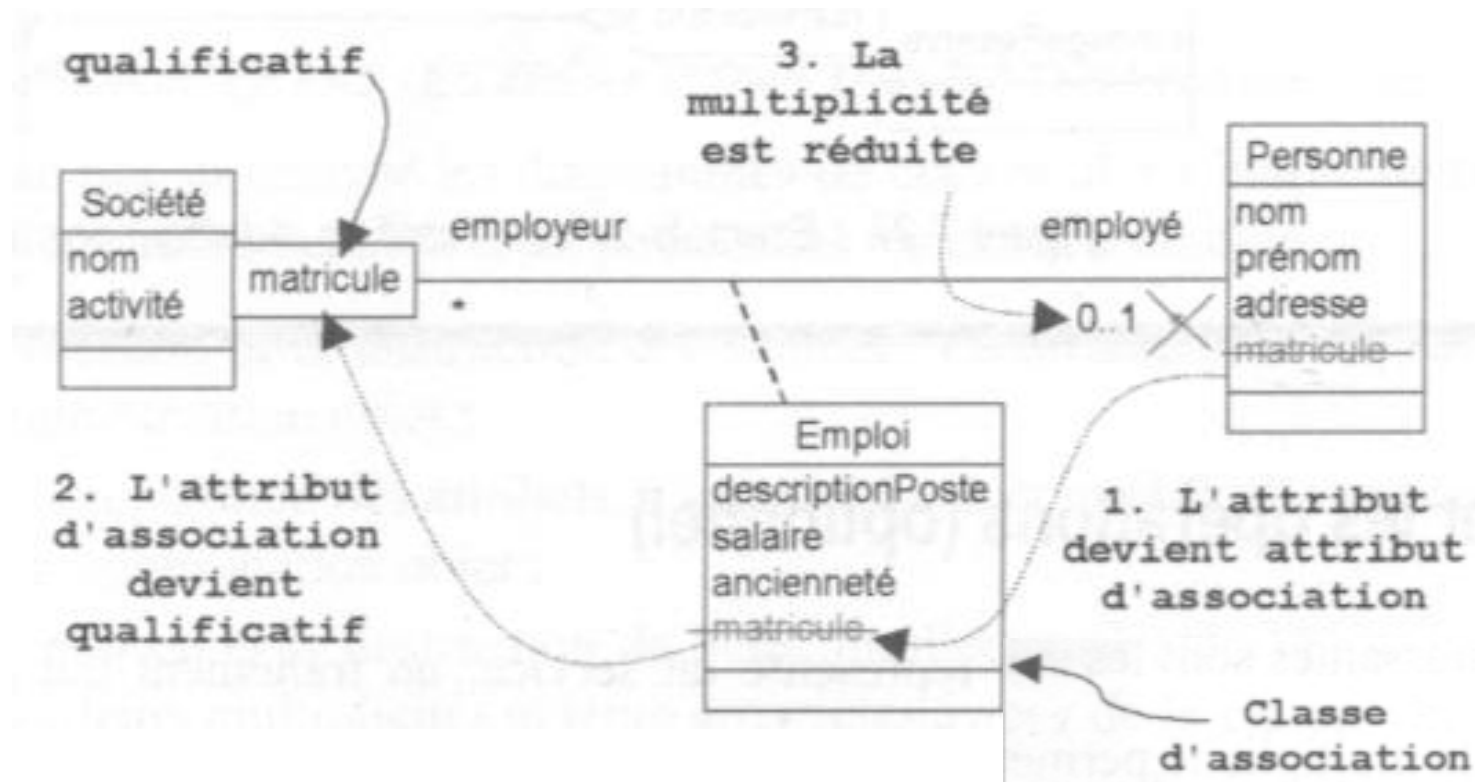 qualificatif
3. La
multiplicité
est réduite
Société
nom
activité
matricule
employeur
*
employé
0..1
Personne
nom
prénom
adresse
matricule
2. L'attribut
d'association
devient
qualificatif
Emploi
descriptionPoste
salaire
ancienneté
matricule
1. L'attribut
devient attribut
d'association
Classe
d'association